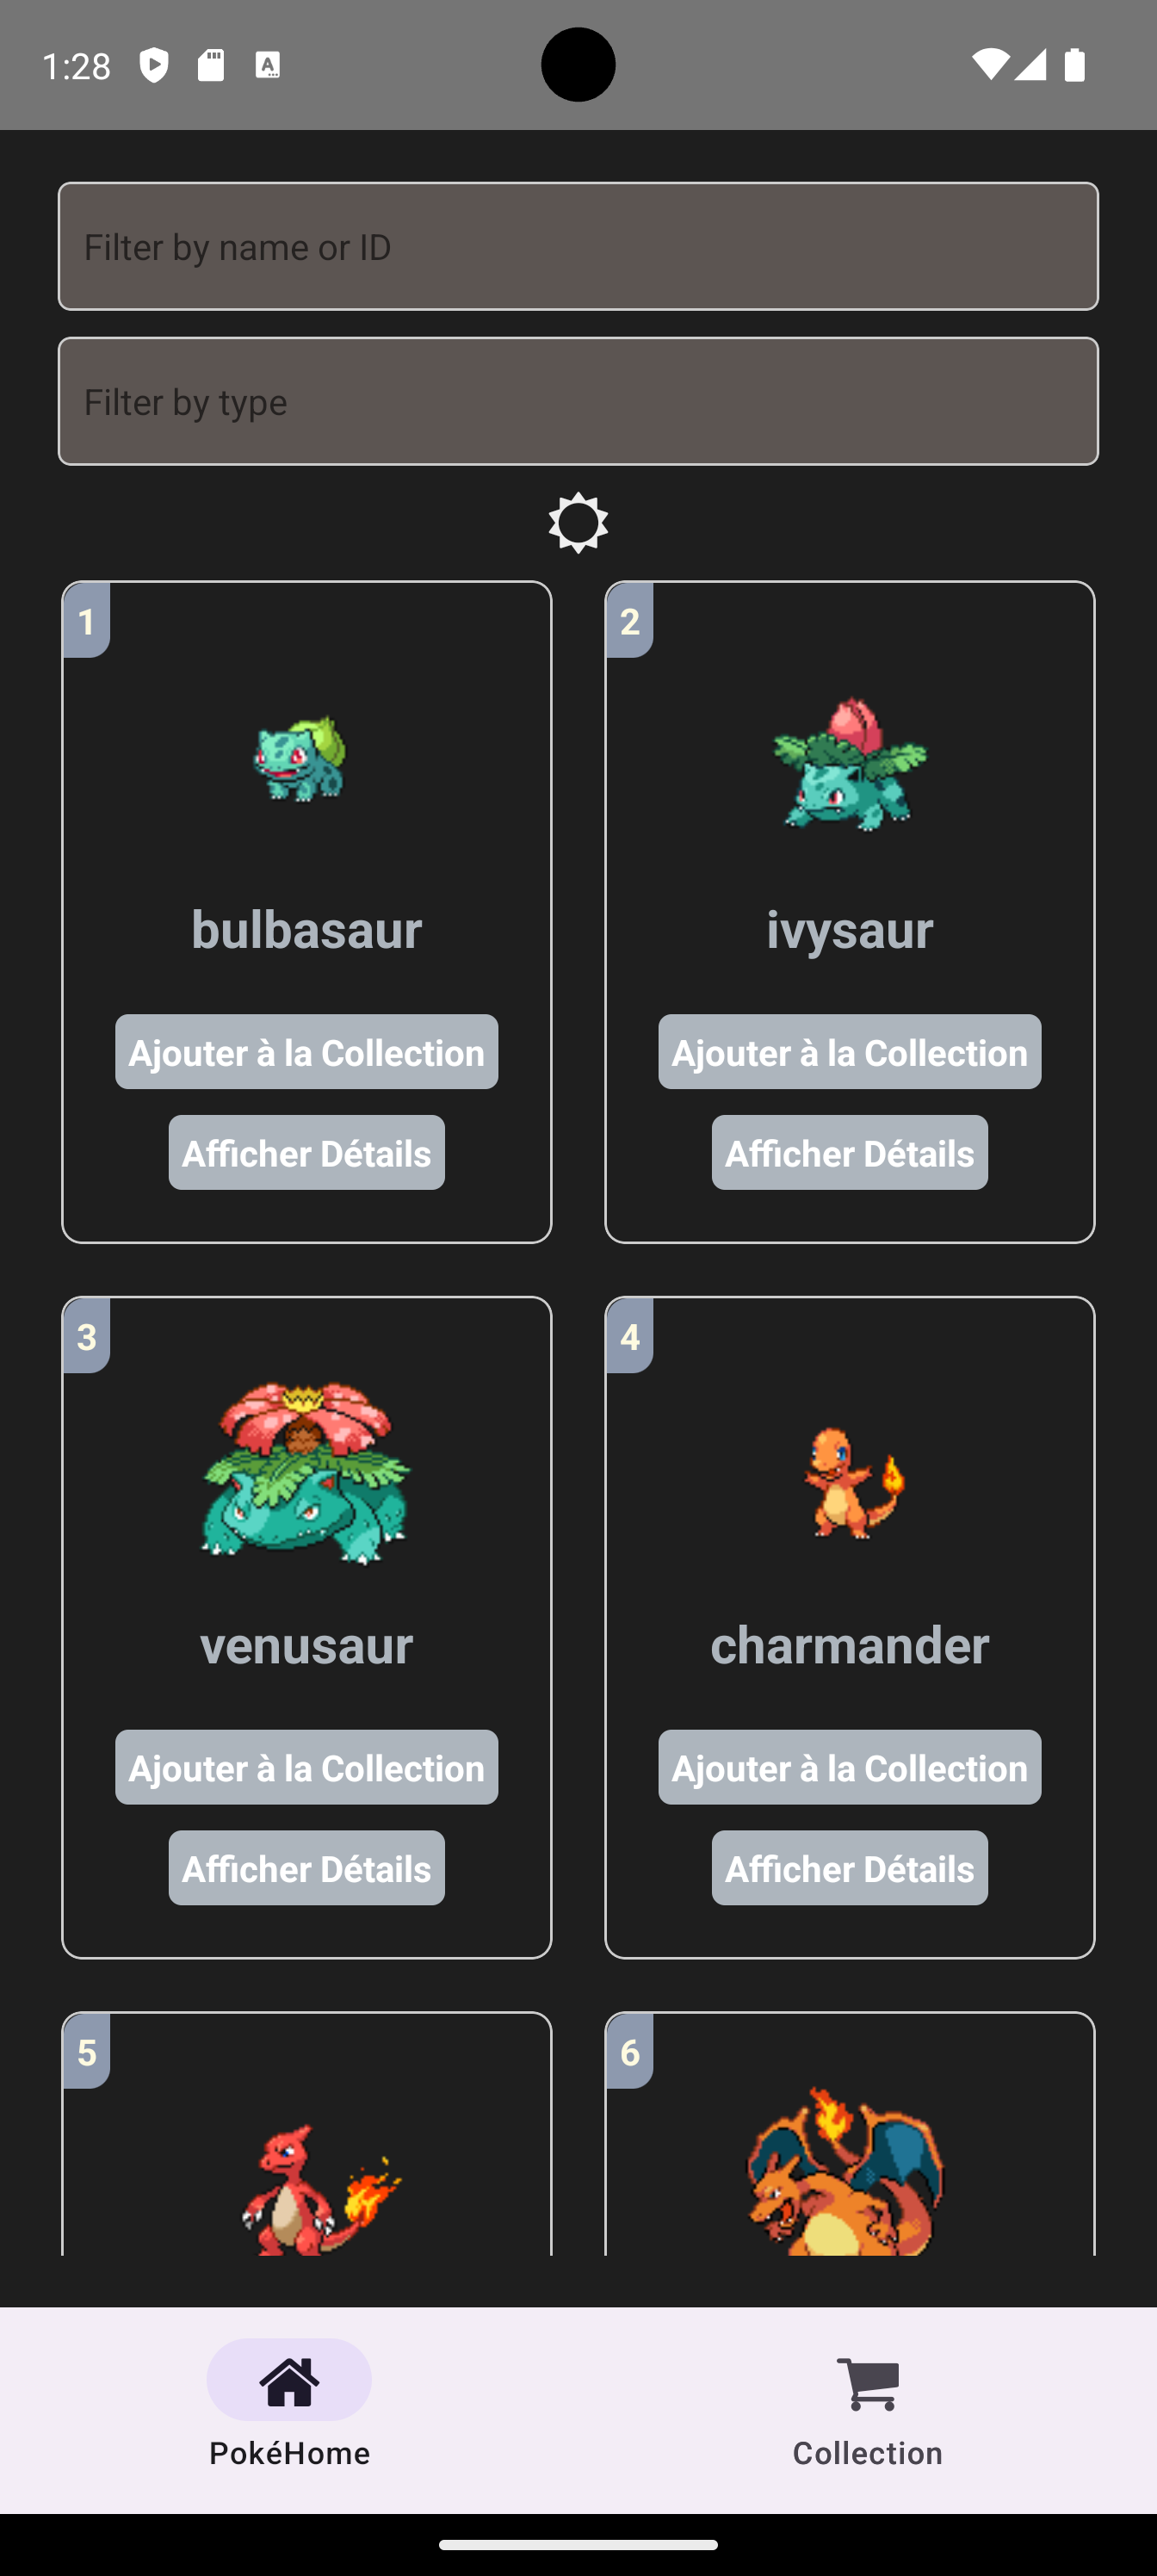 1:28
Filter by name or ID
Filter by type
1
2
bulbasaur
ivysaur
Ajouter à la Collection
Ajouter à la Collection
Afficher Détails
Afficher Détails
3
4
venusaur
charmander
Ajouter à la Collection
Ajouter à la Collection
Afficher Détails
Afficher Détails
5
6
PokéHome
Collection